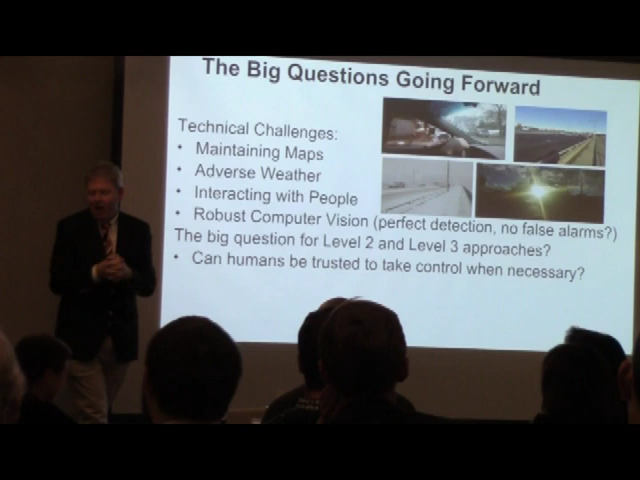 The Big Questions Going Forward
Technical Challenges:
• Maintaining Maps
• Adverse Weather
• Interacting with People
• Robust Computer Vision (perfect detection, no false alarms?)
The big question for Level 2 and Level 3 approaches?
• Can humans be trusted to take control when necessary?